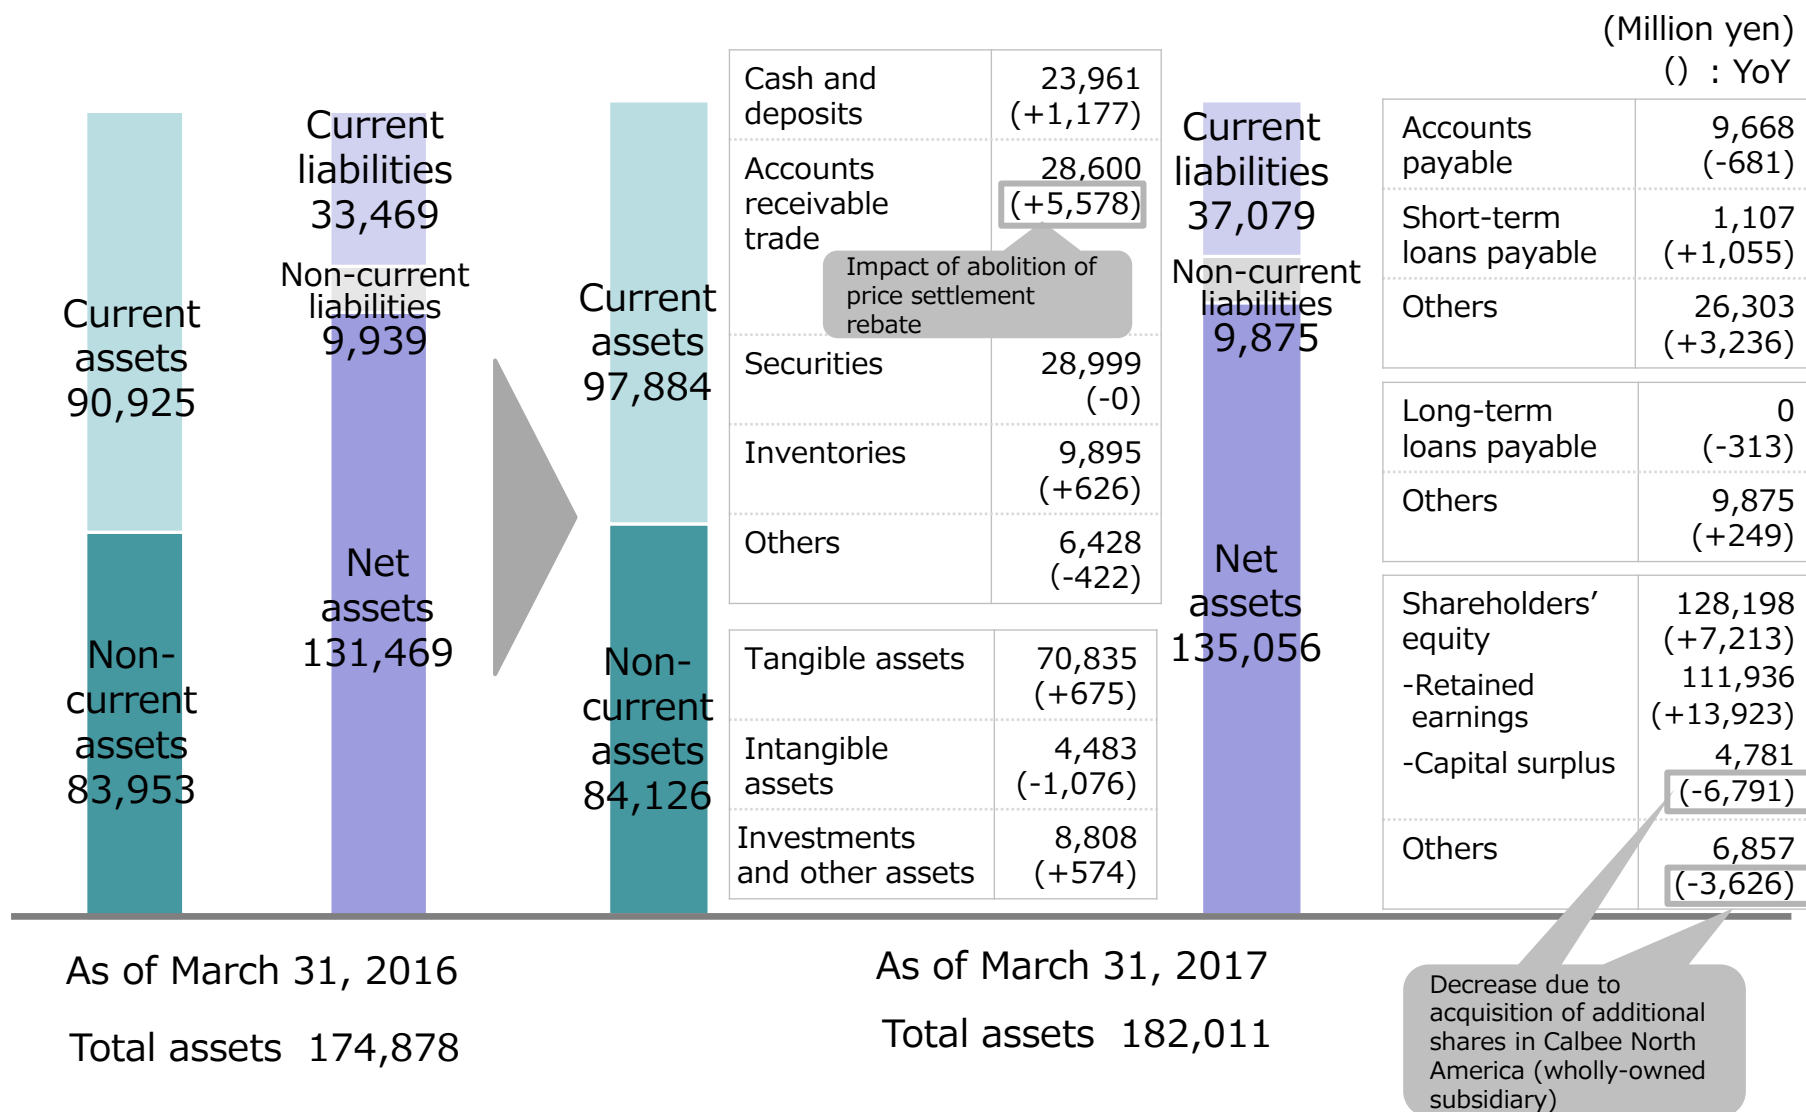 (Million yen)
() : YoY
Current
assets
90,925
Non-
current
assets
83,953
Current
liabilities
33,469
Non-current
liabilities
9,939
Net
assets
131,469
Current
assets
97,884
Non-
current
assets
84,126
Cash and
deposits
23,961
(+1,177)
Accounts
receivable
trade
28,600
(+5,578)
Impact of abolition of
price settlement
rebate
Securities
28,999
(-0)
Inventories
9,895
(+626)
Others
6,428
(-422)
Tangible assets
70,835
(+675)
Intangible
assets
4,483
(-1,076)
Investments
and other assets
8,808
(+574)
Current
liabilities
37,079
Non-current
liabilities
9,875
Net
assets
135,056
Accounts
payable
9,668
(-681)
Short-term
loans payable
1,107
(+1,055)
Others
26,303
(+3,236)
Long-term
loans payable
0
(-313)
Others
9,875
(+249)
Shareholders’
equity
128,198
(+7,213)
-Retained
earnings
111,936
(+13,923)
-Capital surplus
4,781
(-6,791)
Others
6,857
(-3,626)
Decrease due to
acquisition of additional
shares in Calbee North
America (wholly-owned
subsidiary)
As of March 31, 2016
Total assets 174,878
As of March 31, 2017
Total assets 182,011